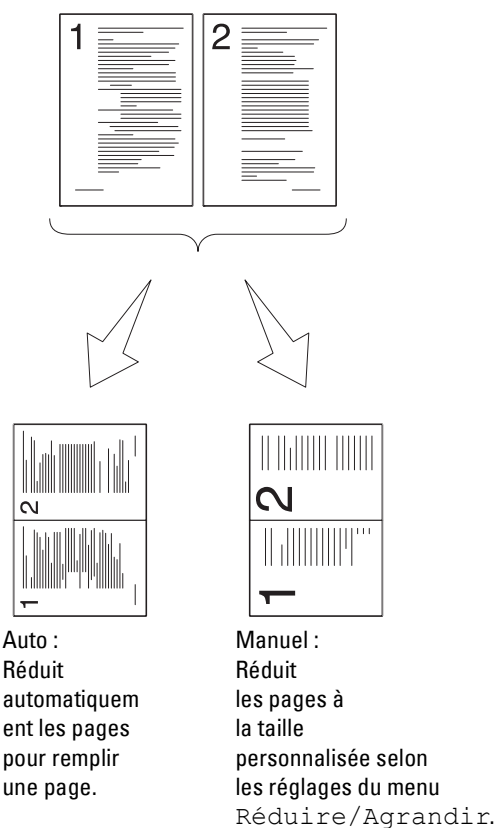 1
2
2
1
2
1
Auto :
Réduit
automatiquem
ent les pages
pour remplir
une page.
Manuel :
Réduit
les pages à
la taille
personnalisée selon
les réglages du menu
Réduire/Agrandir.